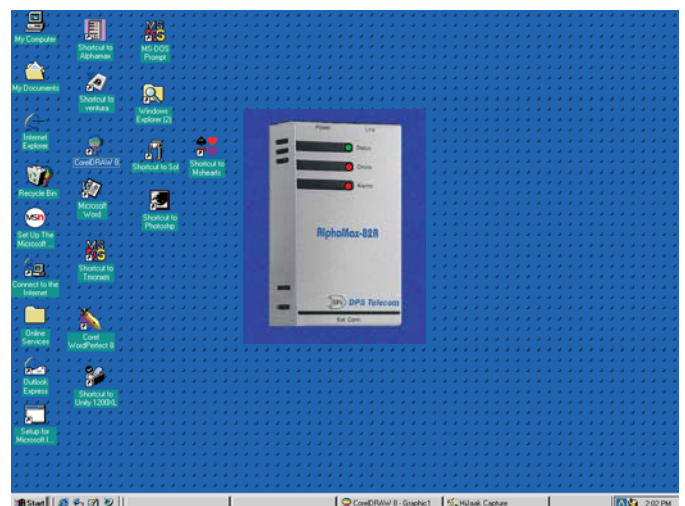 My Computer
My Documents
Internet
Explorer
Recycle Bin
Set Up The
Microsoft ...
Connect to the
Internet
Online
Services
Outlook
Express
Setup for
Microsoft I...
Shortcut to
Alphamax
Shortcut to
ventura
CorelDRAW 8
Microsoft
Word
Shortcut to
Corel
WordPerfect 8
Shortcut to
Unity 1200XL
MS-DOS
Prompt
Windows
Explorer (2)
Shortcut to Sol
Shortcut to
Photoshp
Shortcut to
Mshearts
msn
Power
Line
Status
Online
Alarms
AlphaMax-82A
DPS Telecom
Ext. Com.
Start
CorelDRAW 8 - Graphic1
HiJaak Capture
2:02 PM